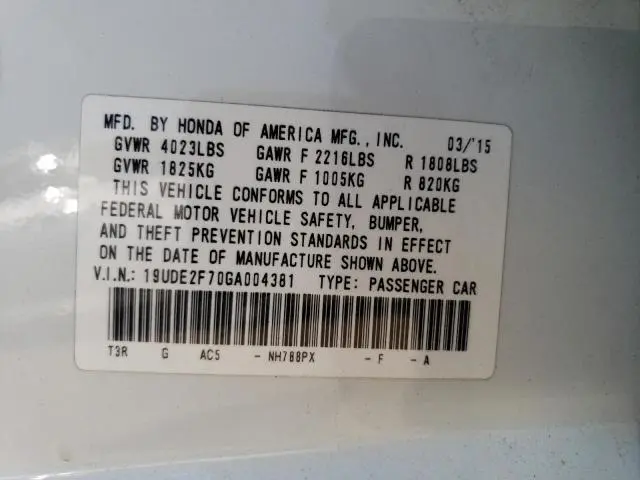 MFD. BY HONDA OF AMERICA MFG., INC. 03/'15
GVWR 4023LBS GAWR F 2216LBS R 1808LBS
GVWR 1825KG GAWR F 1005KG R 820KG
THIS VEHICLE CONFORMS TO ALL APPLICABLE
FEDERAL MOTOR VEHICLE SAFETY, BUMPER,
AND THEFT PREVENTION STANDARDS IN EFFECT
ON THE DATE OF MANUFACTURE SHOWN ABOVE.
V.I.N.: 19UDE2F70GA004381 TYPE: PASSENGER CAR
T3R G AC5 - NH788PX - F - A